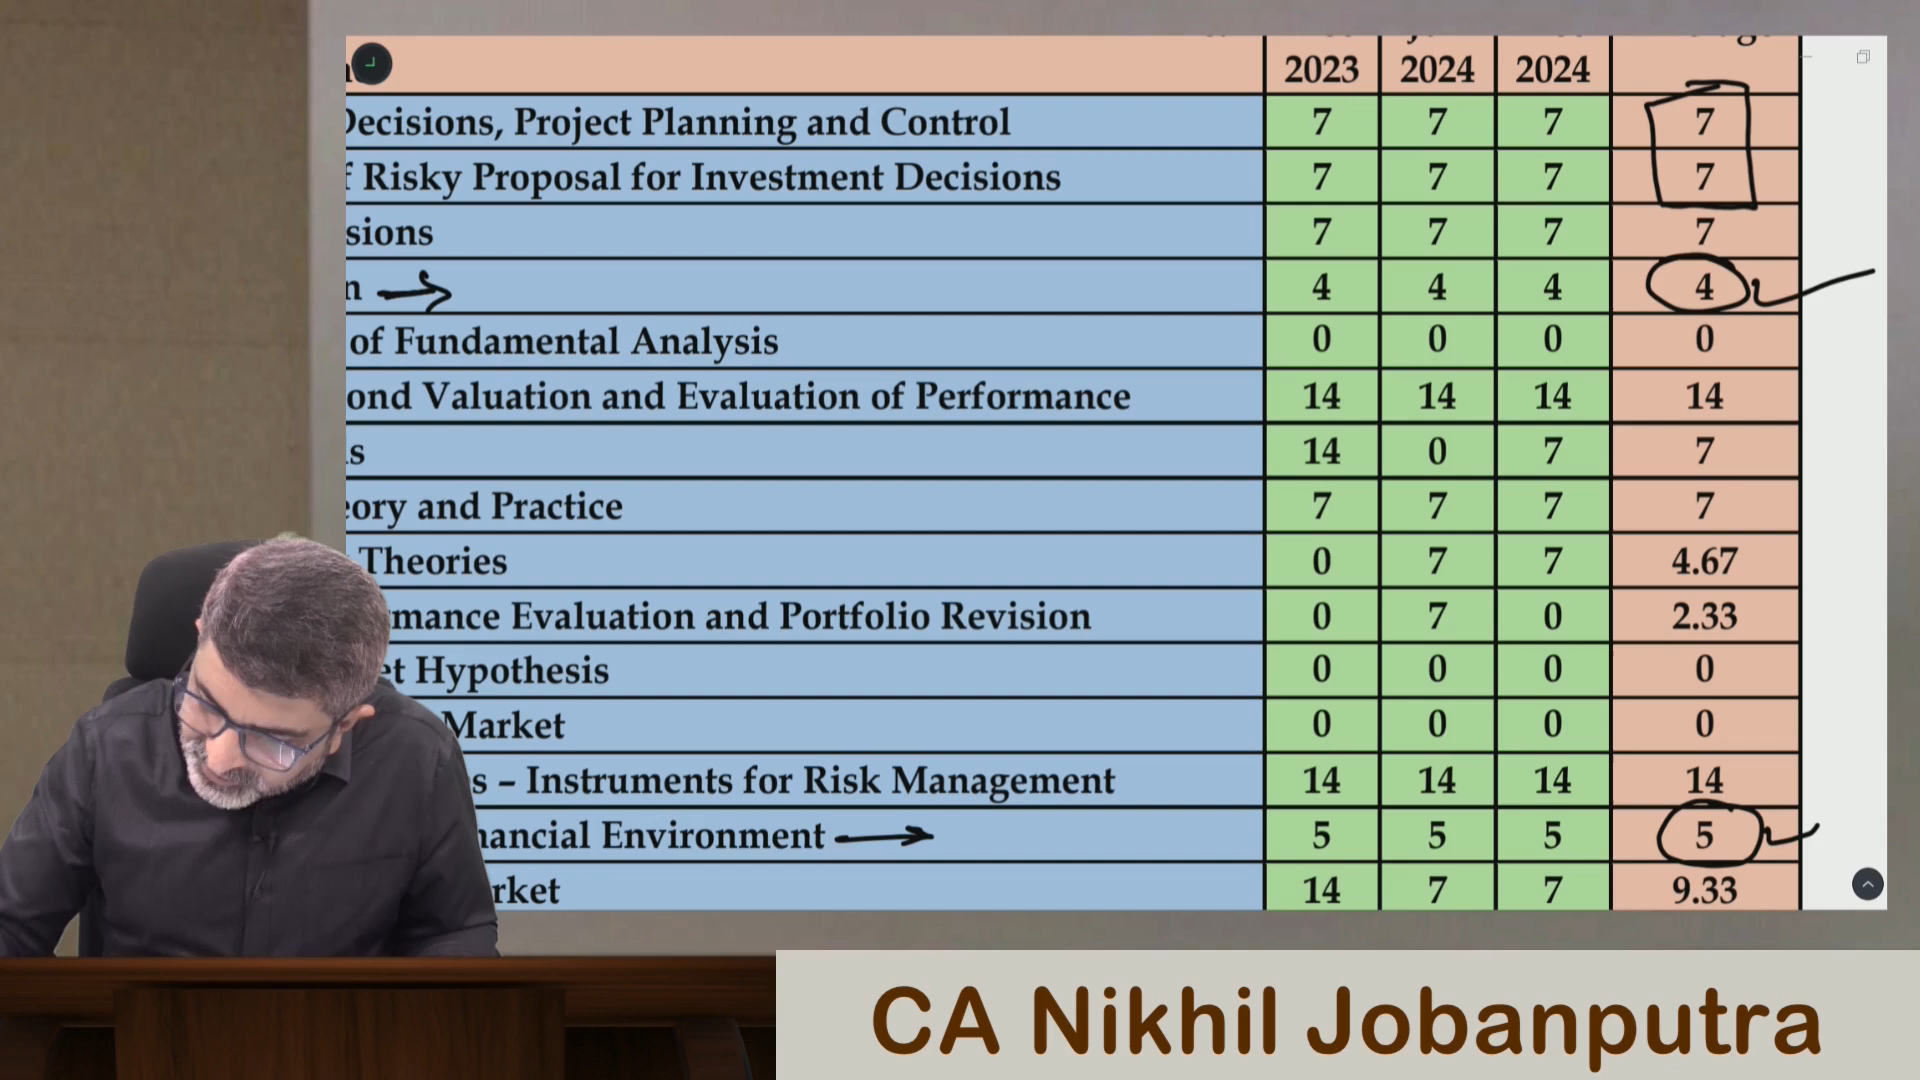 2023 2024 2024
Decisions, Project Planning and Control 7 7 7 7
f Risky Proposal for Investment Decisions 7 7 7 7
sions 7 7 7 7
n 4 4 4 4
of Fundamental Analysis 0 0 0 0
ond Valuation and Evaluation of Performance 14 14 14 14
s 14 0 7 7
eory and Practice 7 7 7 7
Theories 0 7 7 4.67
rmance Evaluation and Portfolio Revision 0 7 0 2.33
et Hypothesis 0 0 0 0
Market 0 0 0 0
s – Instruments for Risk Management 14 14 14 14
nancial Environment 5 5 5 5
rket 14 7 7 9.33
CA Nikhil Jobanputra